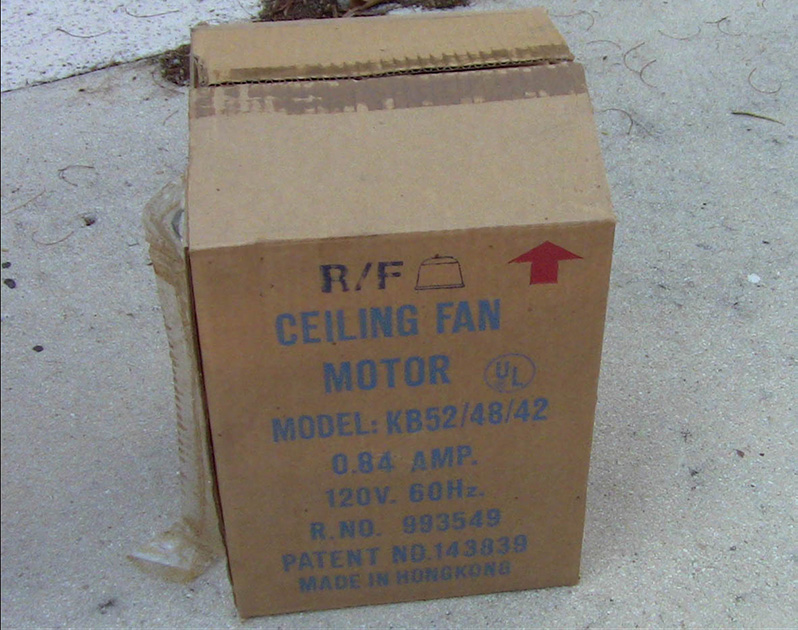 R/F
CEILING FAN
MOTOR UL
MODEL: KB52/48/42
0.84 AMP.
120V. 60Hz.
R.NO. 993549
PATENT NO.143839
MADE IN HONGKONG